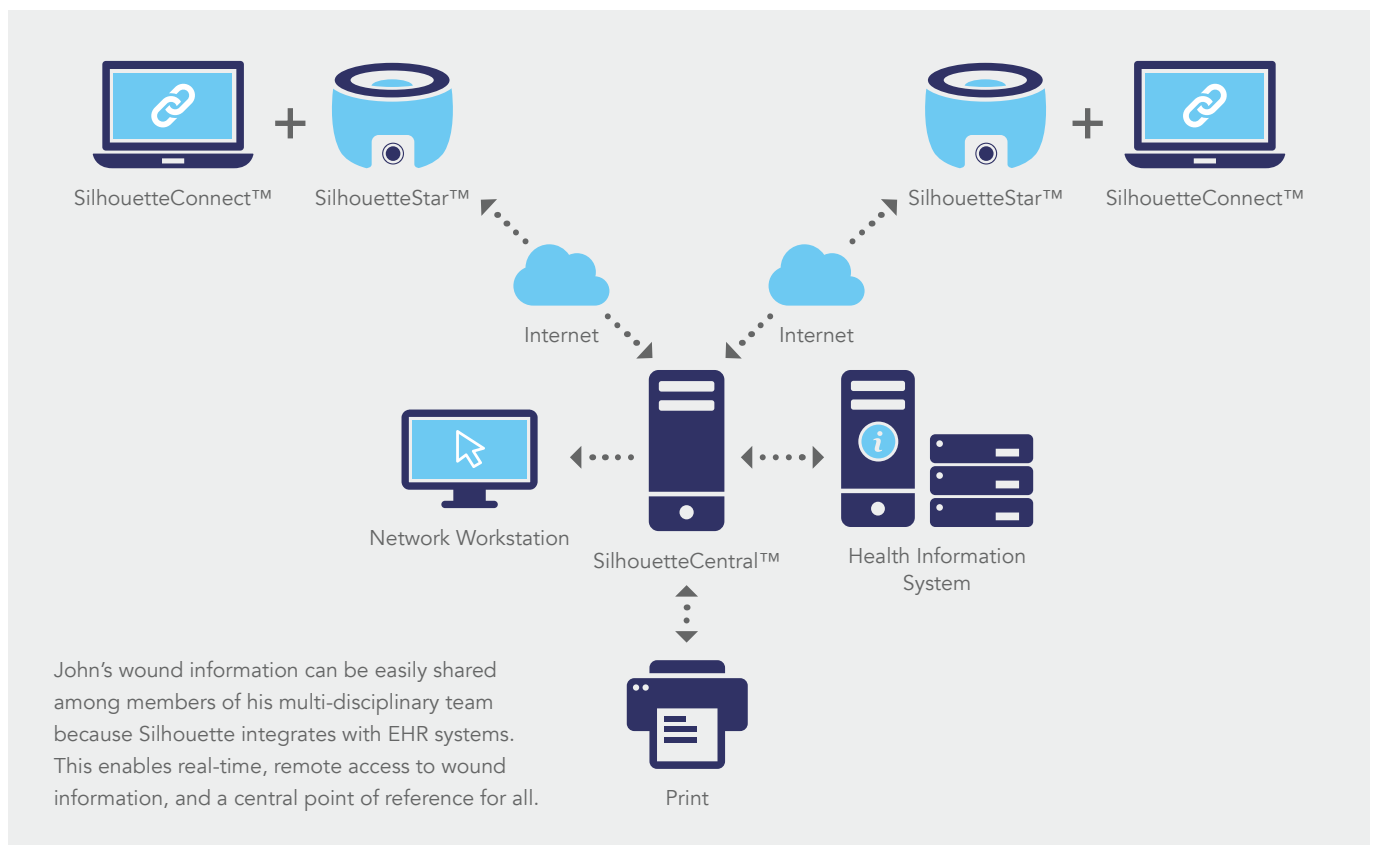 SilhouetteConnect™
SilhouetteStar™
SilhouetteStar™
SilhouetteConnect™
Internet
Internet
i
Network Workstation
SilhouetteCentral™
Health Information
System
John’s wound information can be easily shared
among members of his multi-disciplinary team
because Silhouette integrates with EHR systems.
This enables real-time, remote access to wound
information, and a central point of reference for all.
Print